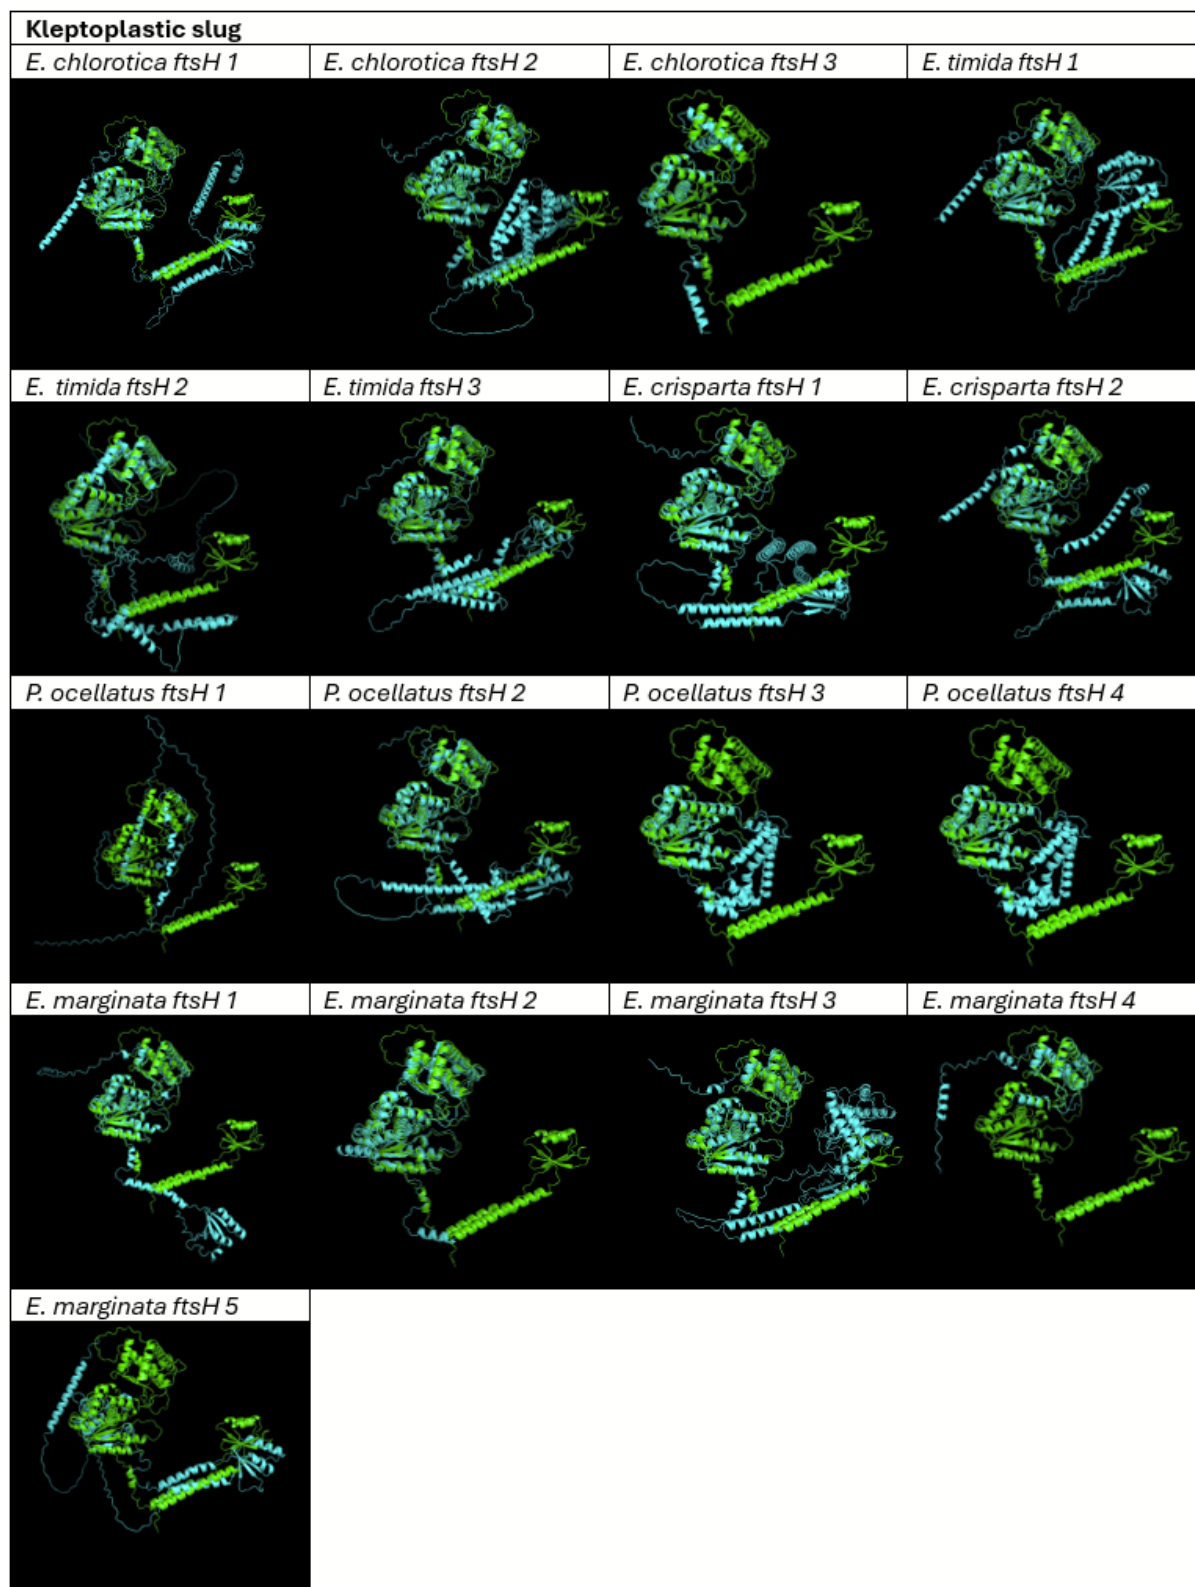 Kleptoplastic slug
E. chlorotica ftsH 1
E. chlorotica ftsH 2
E. chlorotica ftsH 3
E. timida ftsH 1
E. timida ftsH 2
E. timida ftsH 3
E. crisparta ftsH 1
E. crisparta ftsH 2
P. ocellatus ftsH 1
P. ocellatus ftsH 2
P. ocellatus ftsH 3
P. ocellatus ftsH 4
E. marginata ftsH 1
E. marginata ftsH 2
E. marginata ftsH 3
E. marginata ftsH 4
E. marginata ftsH 5